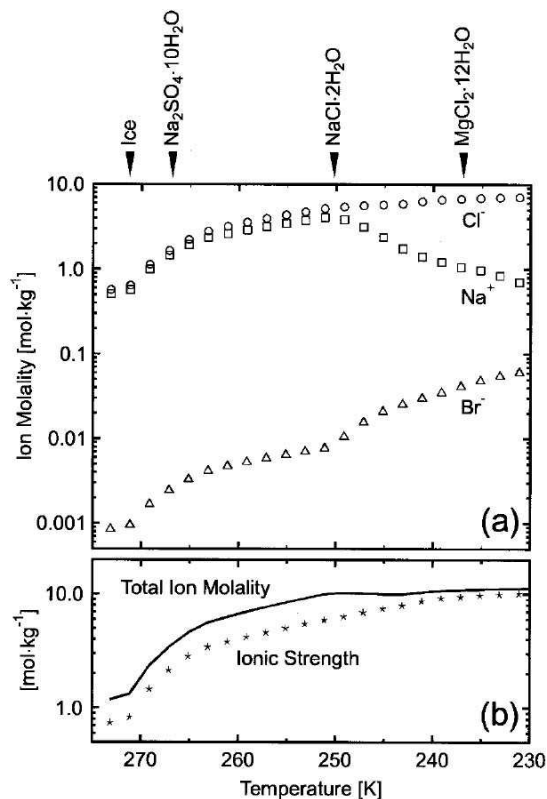 Ice
Na₂SO₄·10H₂O
NaCl·2H₂O
MgCl₂·12H₂O
10.0
1.0
0.1
0.01
0.001
Ion Molality [mol·kg⁻¹]
Cl⁻
Na⁺
Br⁻
(a)
10.0
1.0
[mol·kg⁻¹]
Total Ion Molality
Ionic Strength
(b)
270 260 250 240 230
Temperature [K]